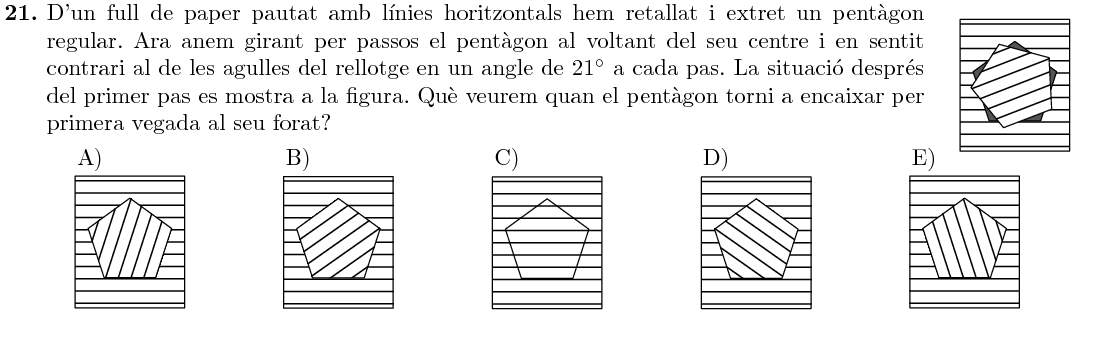 21. D'un full de paper pautat amb línies horitzontals hem retallat i extret un pentàgon
regular. Ara anem girant per passos el pentàgon al voltant del seu centre i en sentit
contrari al de les agulles del rellotge en un angle de 21° a cada pas. La situació després
del primer pas es mostra a la figura. Què veurem quan el pentàgon torni a encaixar per
primera vegada al seu forat?
A) B) C) D) E)